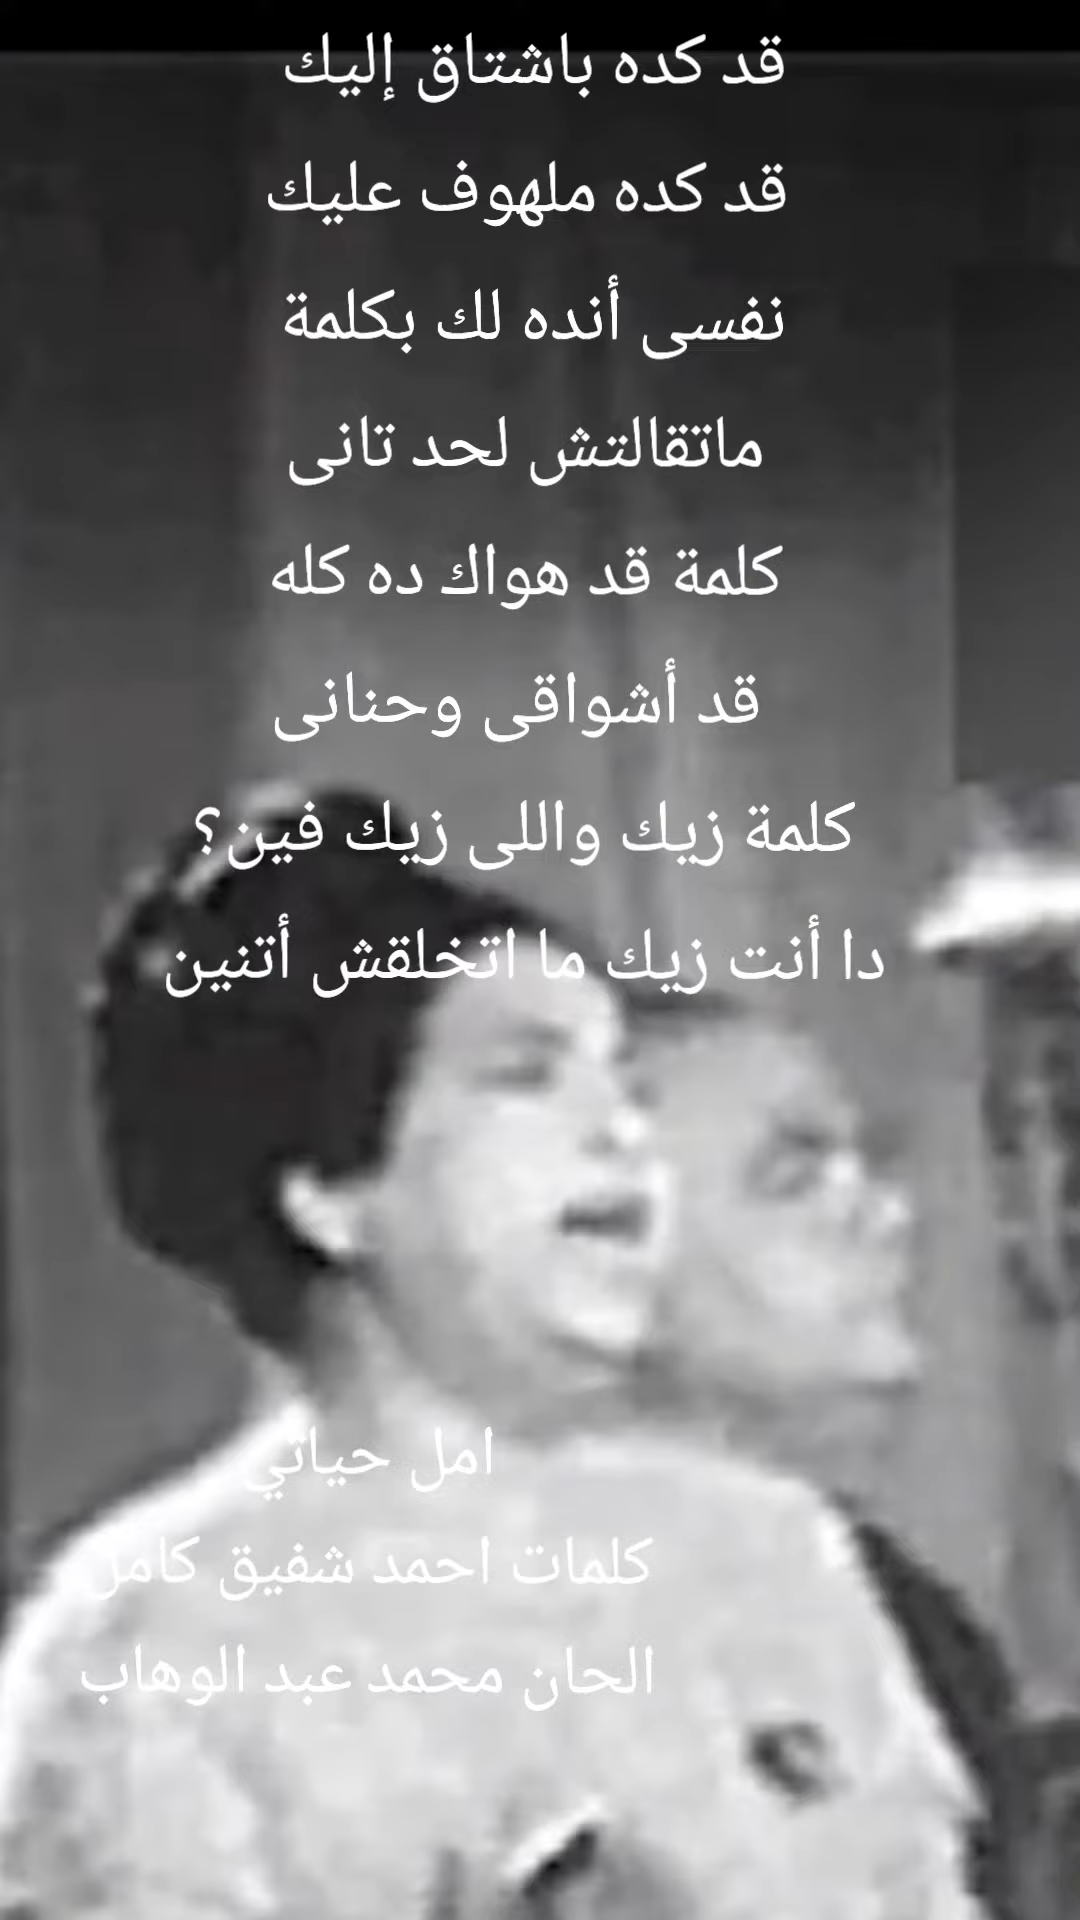 قد كده باشتاق إليك
قد كده ملهوف عليك
نفسى أنده لك بكلمة
ماتقالتش لحد تانى
كلمة قد هواك ده كله
قد أشواقى وحنانى
كلمة زيك واللى زيك فين؟
دا أنت زيك ما اتخلقش أتنين
امل حياتي
كلمات احمد شفيق كامل
الحان محمد عبد الوهاب